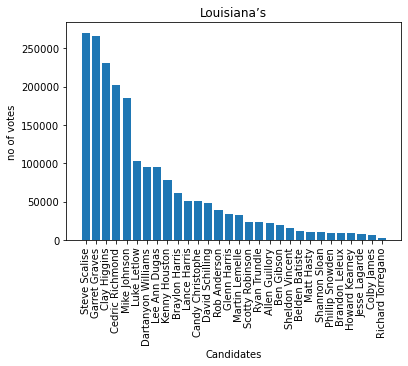 Louisiana’s
no of votes
250000
200000
150000
100000
50000
0
Steve Scalise
Garret Graves
Clay Higgins
Cedric Richmond
Mike Johnson
Luke Letlow
Dartanyon Williams
Lee Ann Dugas
Kenny Houston
Braylon Harris
Lance Harris
Candy Christophe
David Schilling
Rob Anderson
Glenn Harris
Martin Lemelle
Scotty Robinson
Ryan Trundle
Allen Guillory
Ben Gibson
Sheldon Vincent
Belden Batiste
Matt Hasty
Shannon Sloan
Phillip Snowden
Brandon Leleux
Howard Kearney
Jesse Lagarde
Colby James
Richard Torregano
Candidates